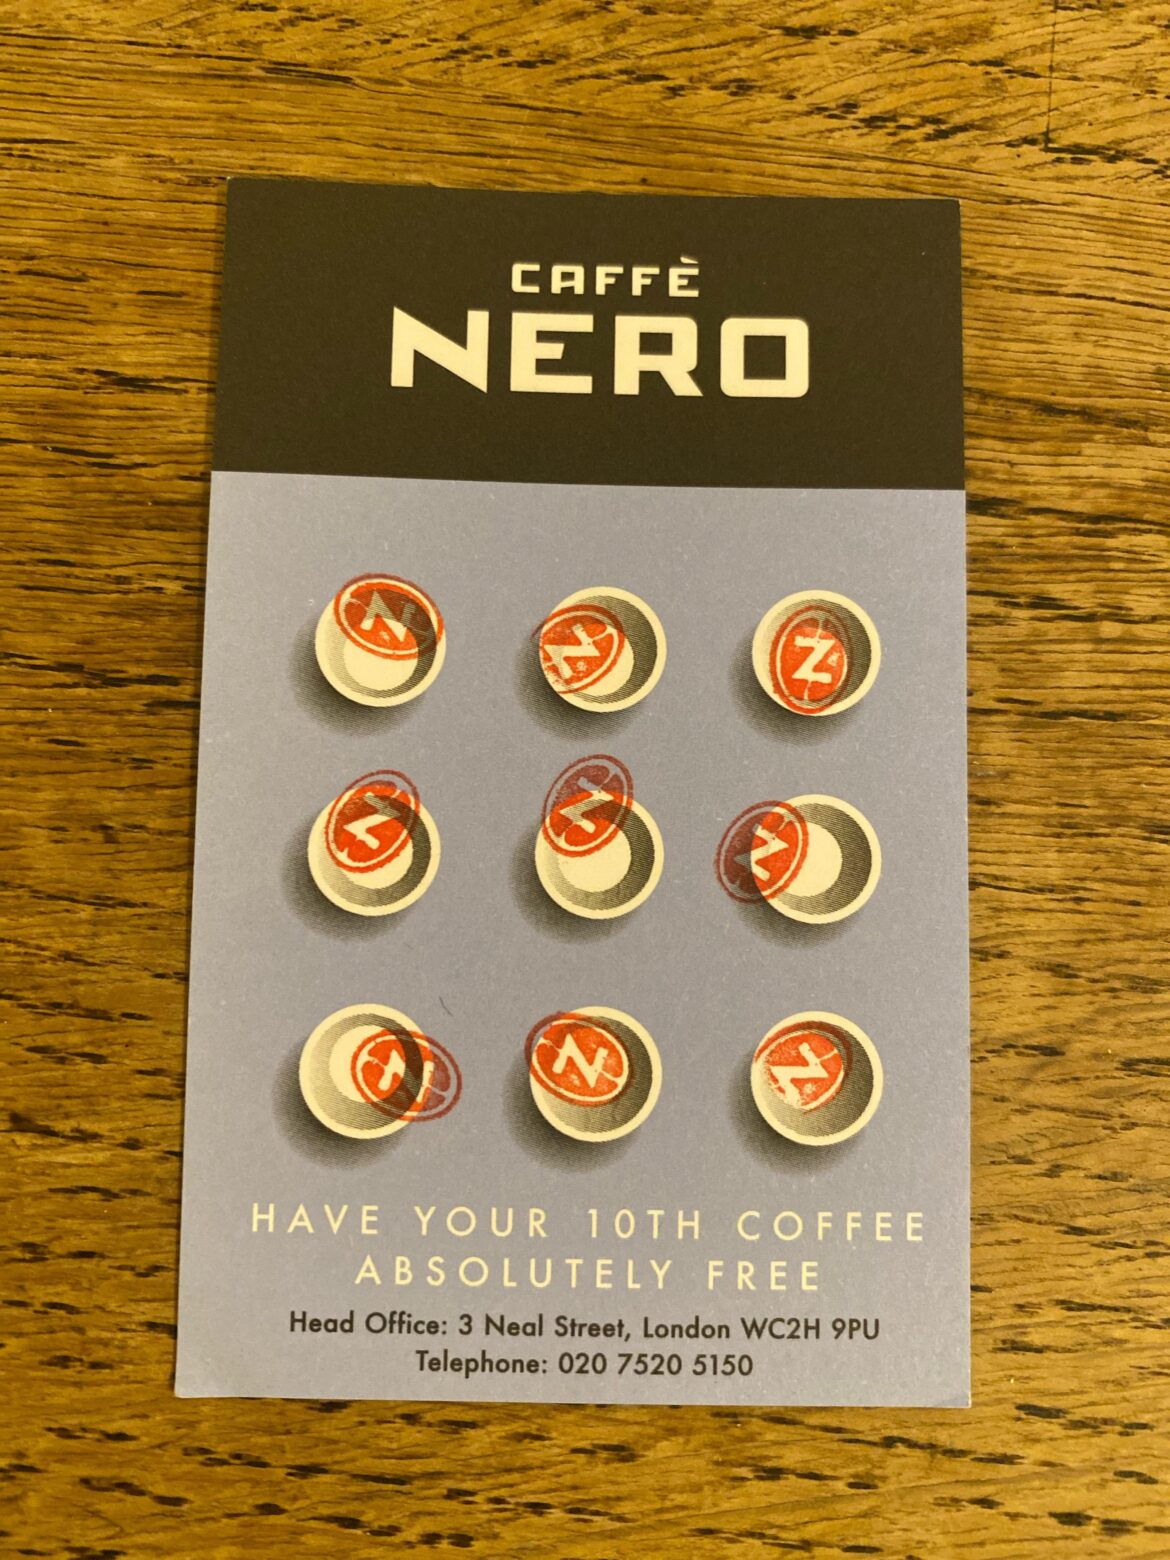 CAFFÈ
NERO
N N N
N N N
N N N
HAVE YOUR 10TH COFFEE
ABSOLUTELY FREE
Head Office: 3 Neal Street, London WC2H 9PU
Telephone: 020 7520 5150